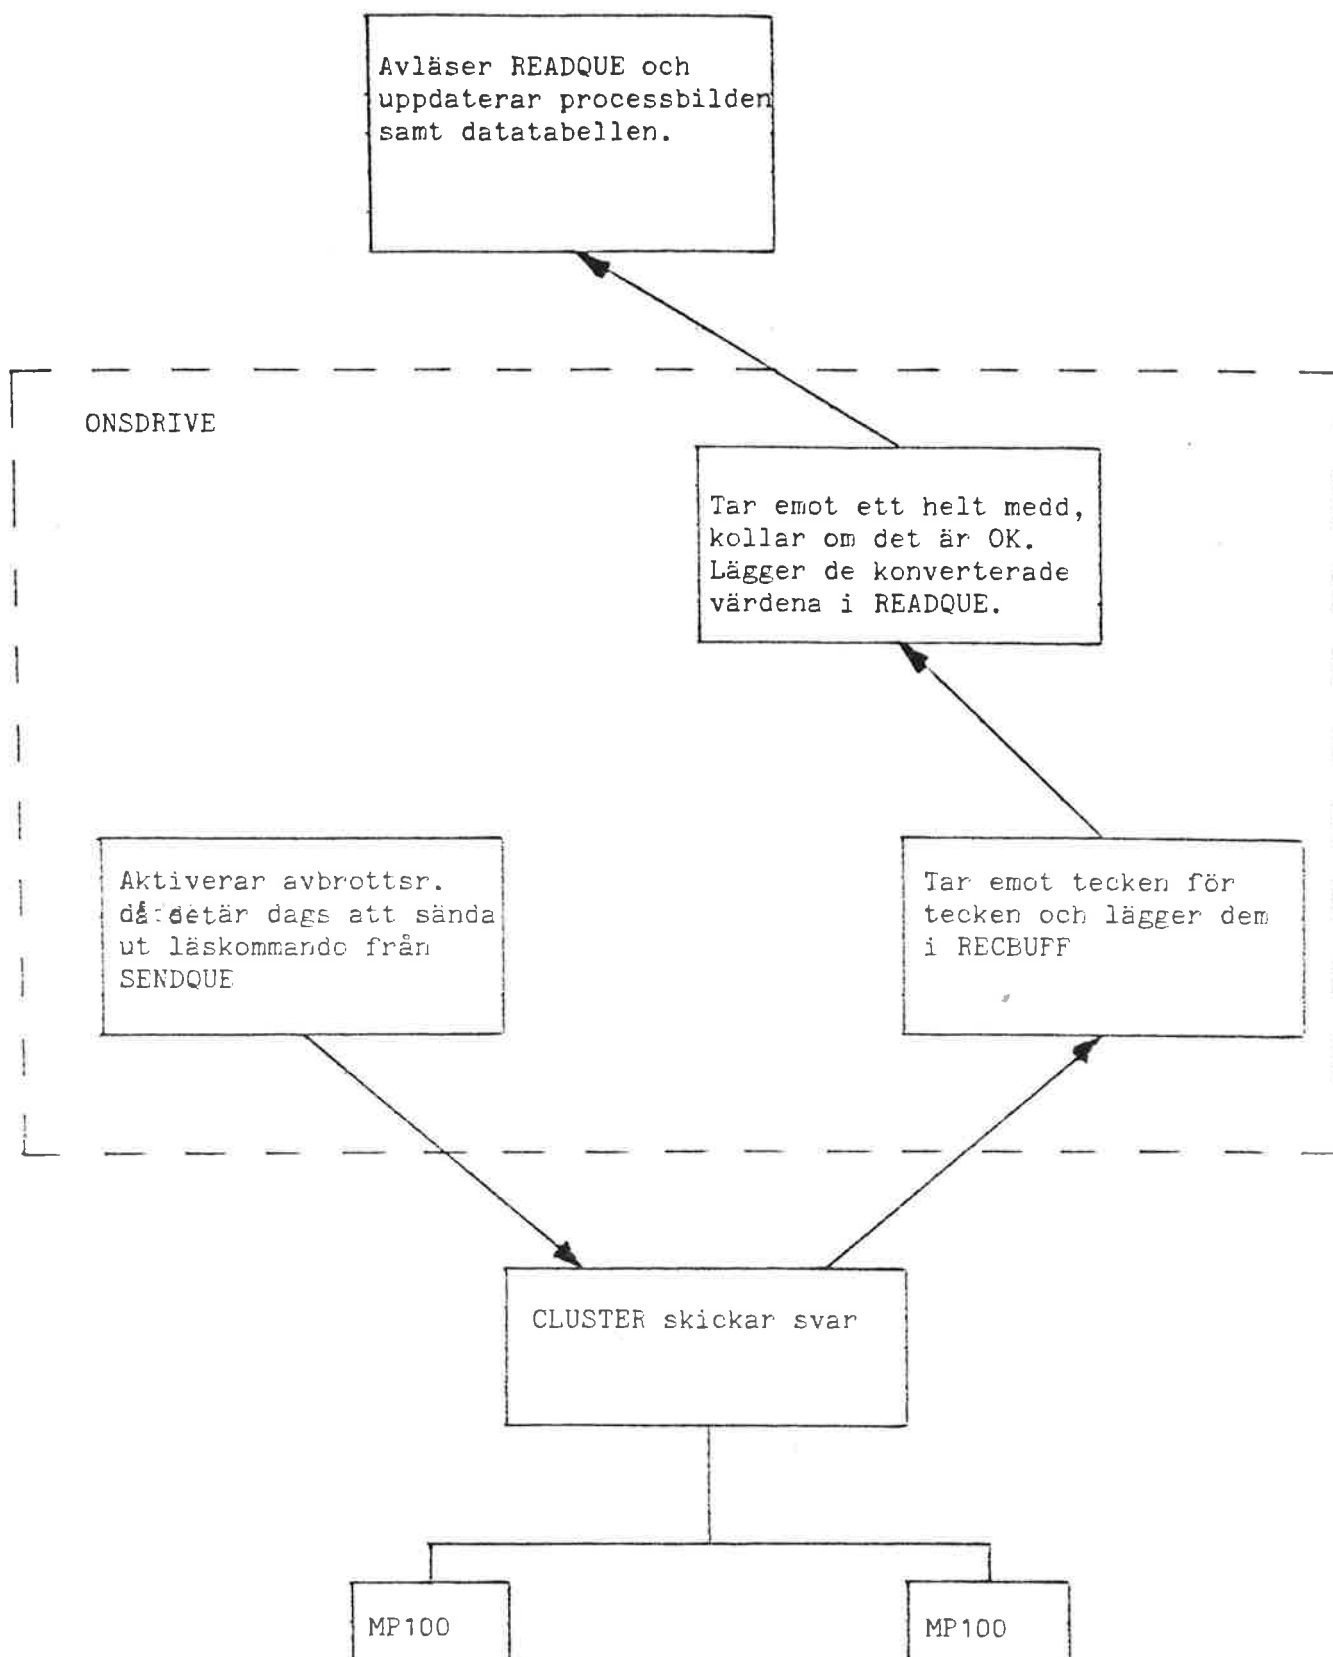 Avläser READQUE och
uppdaterar processbilden
samt datatabellen.
ONSDRIVE
Tar emot ett helt medd,
kollar om det är OK.
Lägger de konverterade
värdena i READQUE.
Aktiverar avbrottsr.
då detär dags att sända
ut läskommando från
SENDQUE
Tar emot tecken för
tecken och lägger dem
i RECBUFF
CLUSTER skickar svar
MP100
MP100